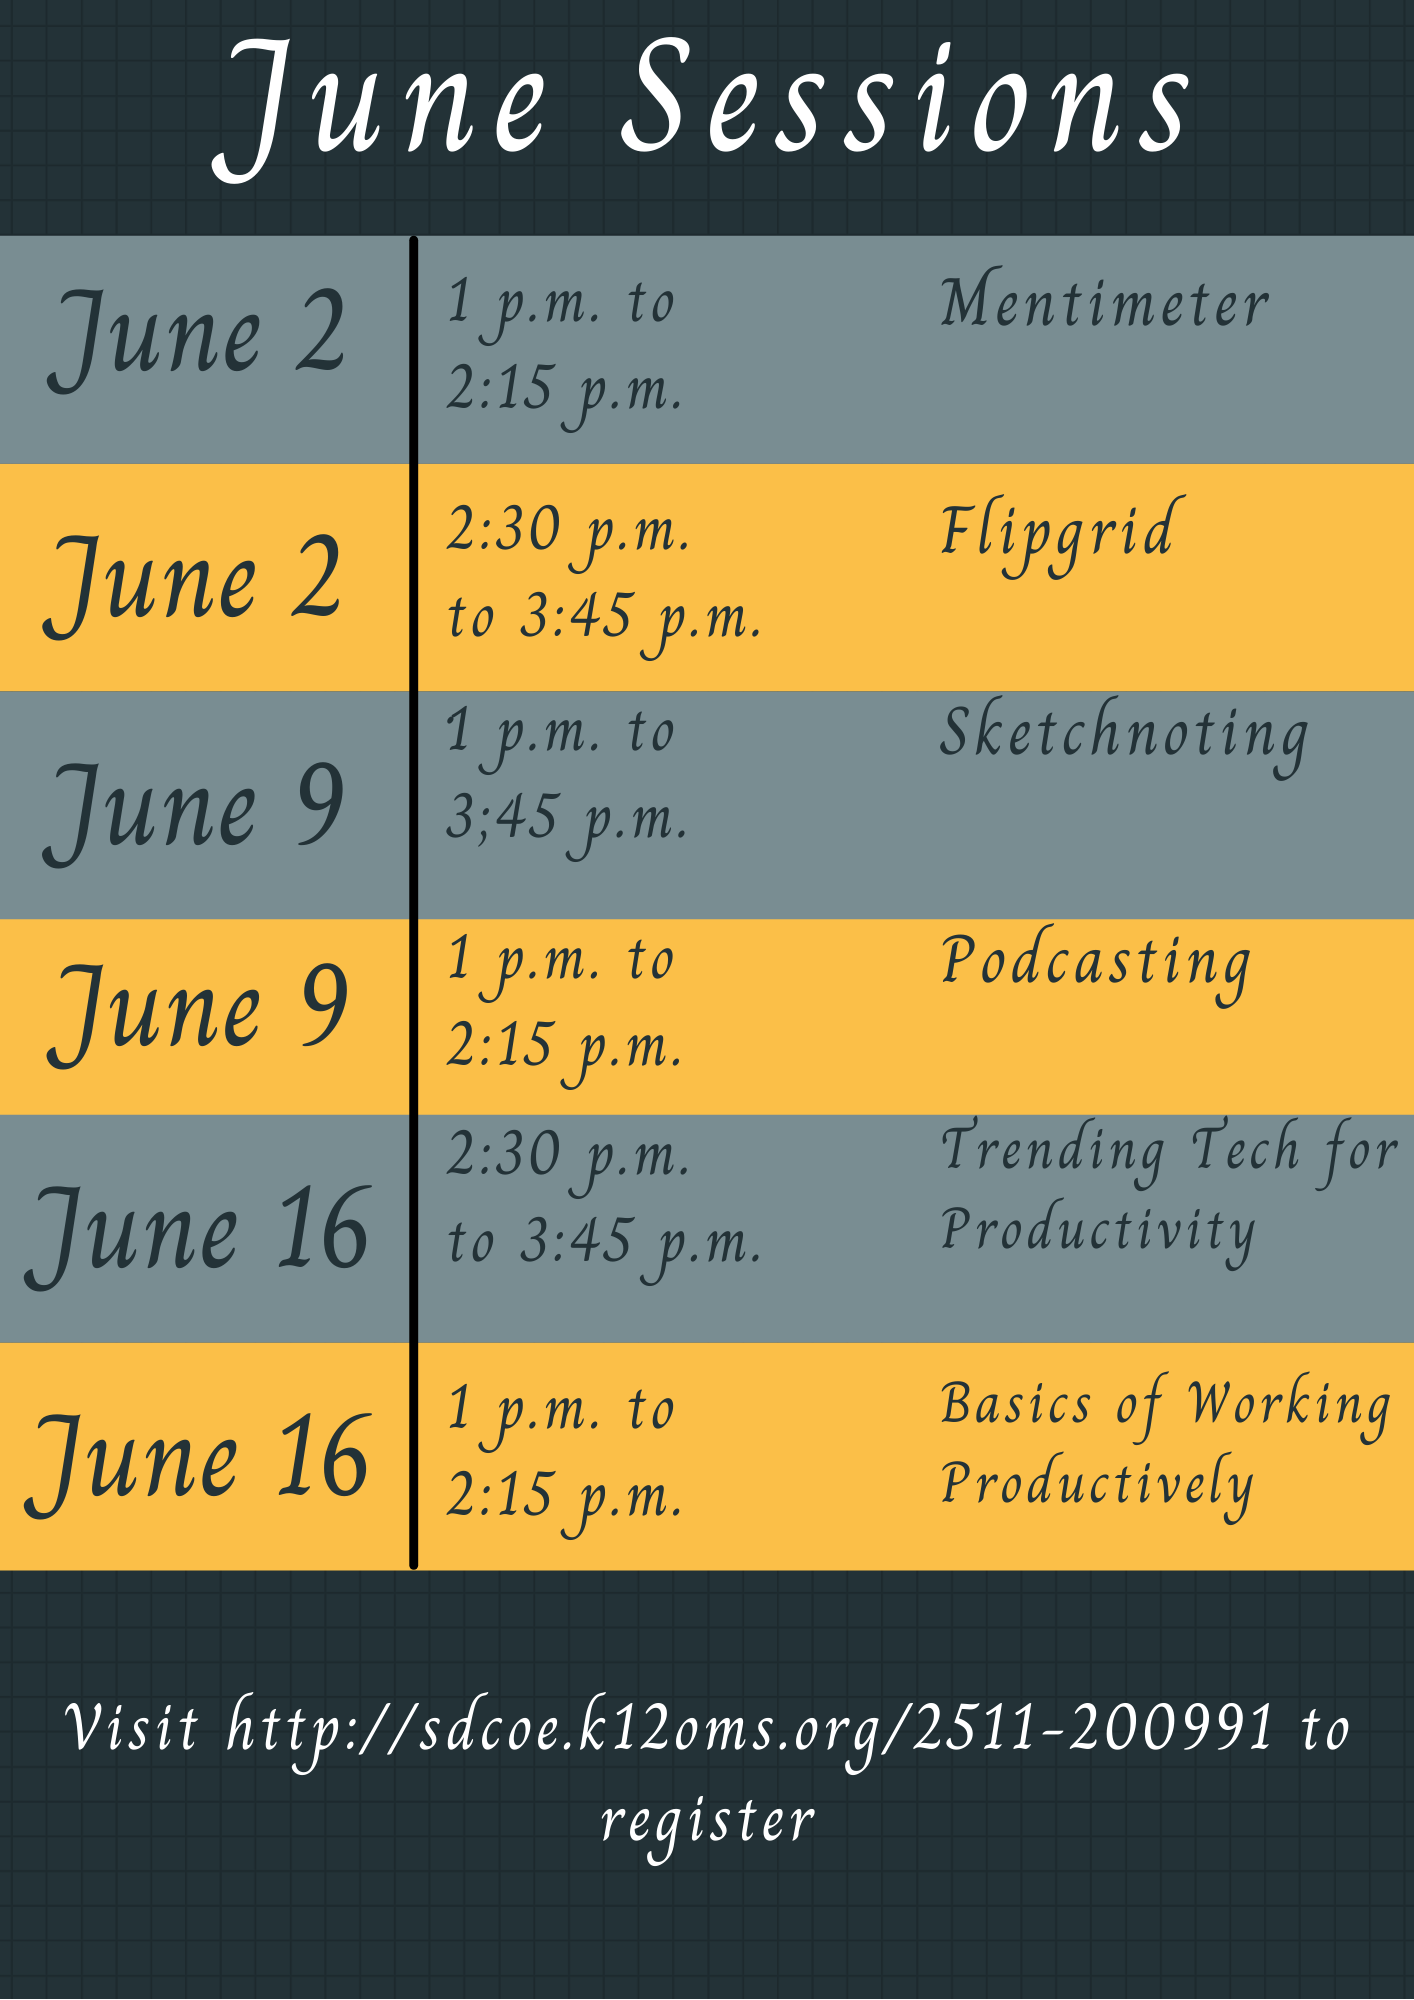 June Sessions
June 2
1 p.m. to
2:15 p.m.
Mentimeter
June 2
2:30 p.m.
to 3:45 p.m.
Flipgrid
June 9
1 p.m. to
3;45 p.m.
Sketchnoting
June 9
1 p.m. to
2:15 p.m.
Podcasting
June 16
2:30 p.m.
to 3:45 p.m.
Trending Tech for
Productivity
June 16
1 p.m. to
2:15 p.m.
Basics of Working
Productively
Visit http://sdcoe.k12oms.org/2511-200991 to
register